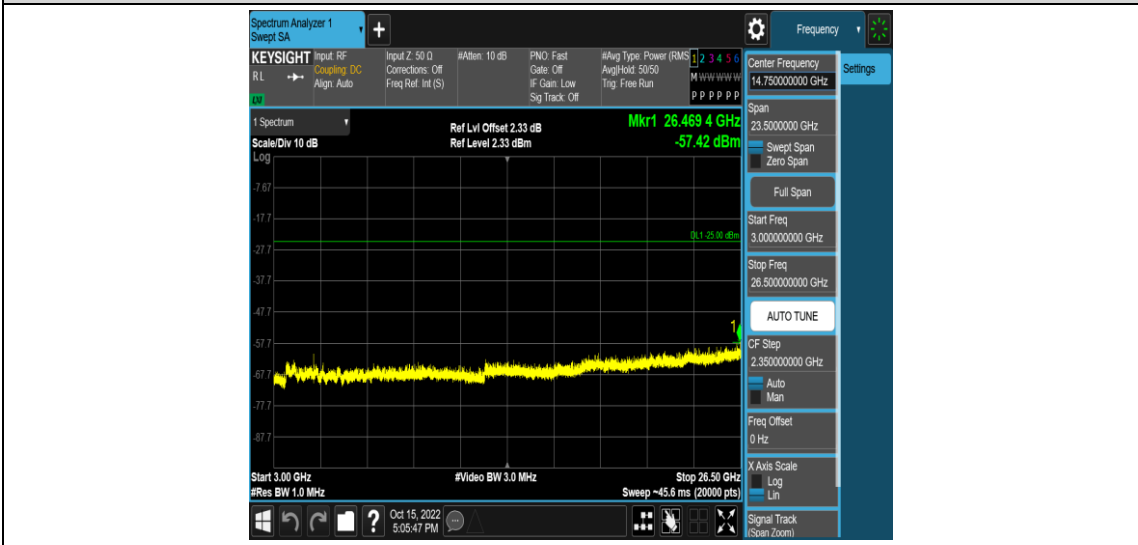 Spectrum Analyzer 1
Swept SA
+
Frequency
KEYSIGHT
Input: RF
Input Z: 50 Ω
#Atten: 10 dB
PNO: Fast
#Avg Type: Power (RMS
1 2 3 4 5 6
RL
Coupling: DC
Corrections: Off
Gate: Off
Avg|Hold: 50/50
M W W W W W
Align: Auto
Freq Ref: Int (S)
IF Gain: Low
Trig: Free Run
Sig Track: Off
P P P P P P
LXI
Center Frequency
14.750000000 GHz
Settings
1 Spectrum
Ref Lvl Offset 2.33 dB
Mkr1 26.469 4 GHz
Scale/Div 10 dB
Ref Level 2.33 dBm
-57.42 dBm
Log
-7.67
-17.7
DL1 -25.00 dBm
-27.7
-37.7
-47.7
1
-57.7
-67.7
-77.7
-87.7
Start 3.00 GHz
#Video BW 3.0 MHz
Stop 26.50 GHz
#Res BW 1.0 MHz
Sweep ~45.6 ms (20000 pts)
Span
23.5000000 GHz
Swept Span
Zero Span
Full Span
Start Freq
3.000000000 GHz
Stop Freq
26.500000000 GHz
AUTO TUNE
CF Step
2.350000000 GHz
Auto
Man
Freq Offset
0 Hz
X Axis Scale
Log
Lin
Signal Track
(Span Zoom)
?
Oct 15, 2022
5:05:47 PM